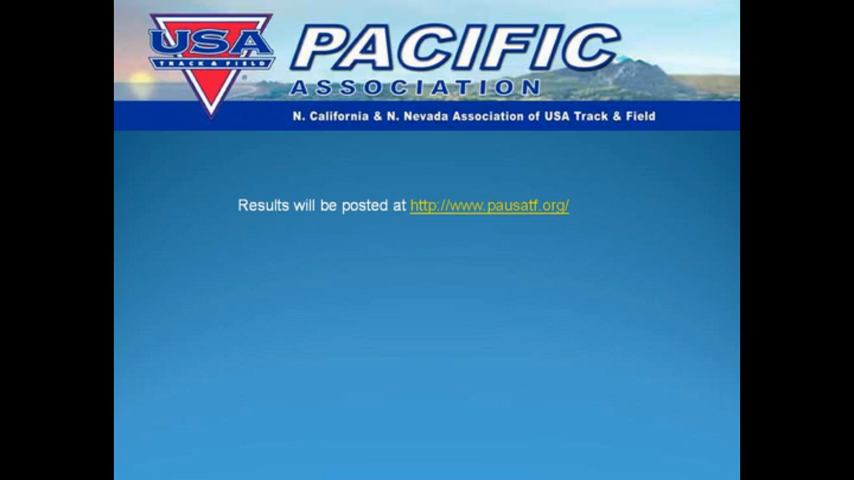 USA
TRACK & FIELD
PACIFIC
ASSOCIATION
N. California & N. Nevada Association of USA Track & Field
Results will be posted at http://www.pausatf.org/